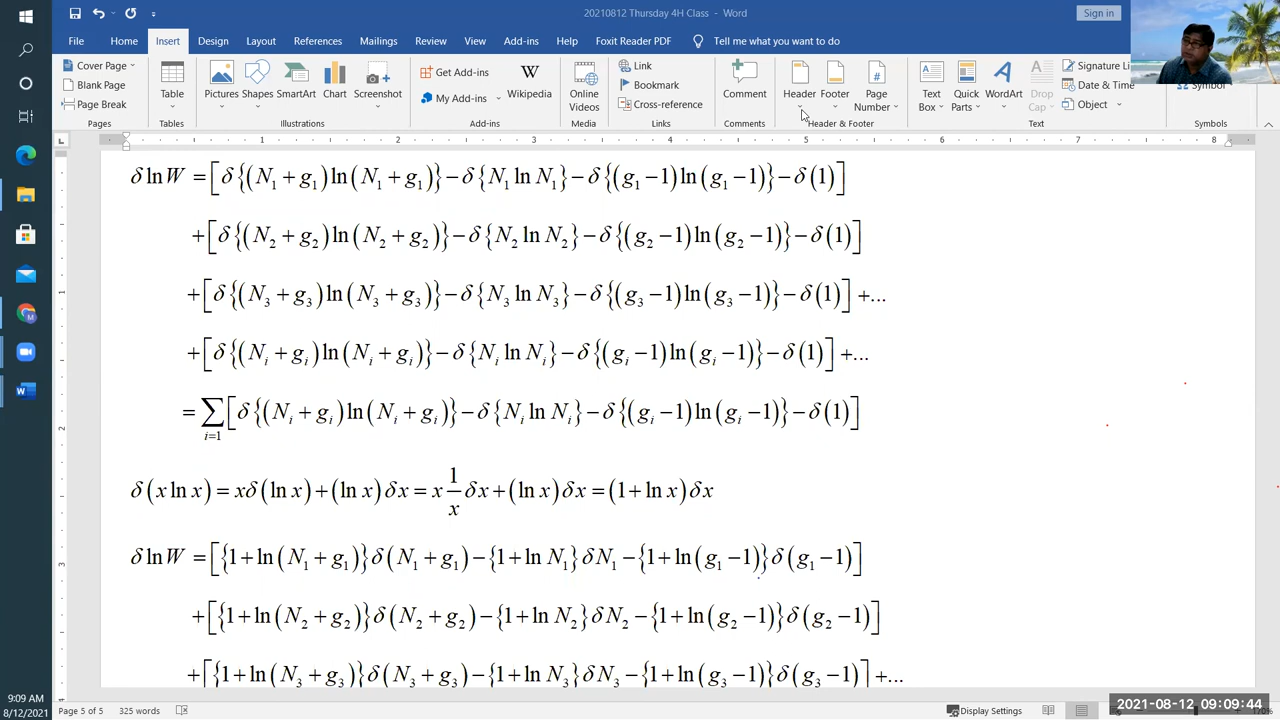 20210812 Thursday 4H Class - Word
Sign in
File Home Insert Design Layout References Mailings Review View Add-ins Help Foxit Reader PDF Tell me what you want to do
Cover Page
Blank Page
Page Break
Table
Pictures Shapes SmartArt Chart Screenshot
Get Add-ins
My Add-ins
Wikipedia
Online Videos
Link
Bookmark
Cross-reference
Comment
Header Footer Page Number
Text Box Quick Parts WordArt Drop Cap
Signature Li
Date & Time
Object
Symbol
Pages Tables Illustrations Add-ins Media Links Comments Header & Footer Text Symbols
1 2 3 4 5 6 7 8
δ ln W = [δ{(N₁ + g₁) ln(N₁ + g₁)} − δ{N₁ ln N₁} − δ{(g₁ − 1) ln(g₁ − 1)} − δ(1)]
+ [δ{(N₂ + g₂) ln(N₂ + g₂)} − δ{N₂ ln N₂} − δ{(g₂ − 1) ln(g₂ − 1)} − δ(1)]
+ [δ{(N₃ + g₃) ln(N₃ + g₃)} − δ{N₃ ln N₃} − δ{(g₃ − 1) ln(g₃ − 1)} − δ(1)] + ...
+ [δ{(Nᵢ + gᵢ) ln(Nᵢ + gᵢ)} − δ{Nᵢ ln Nᵢ} − δ{(gᵢ − 1) ln(gᵢ − 1)} − δ(1)] + ...
= ∑ i=1 [δ{(Nᵢ + gᵢ) ln(Nᵢ + gᵢ)} − δ{Nᵢ ln Nᵢ} − δ{(gᵢ − 1) ln(gᵢ − 1)} − δ(1)]
δ(x ln x) = xδ(ln x) + (ln x)δx = x 1/x δx + (ln x)δx = (1 + ln x)δx
δ ln W = [{1 + ln(N₁ + g₁)}δ(N₁ + g₁) − {1 + ln N₁}δN₁ − {1 + ln(g₁ − 1)}δ(g₁ − 1)]
+ [{1 + ln(N₂ + g₂)}δ(N₂ + g₂) − {1 + ln N₂}δN₂ − {1 + ln(g₂ − 1)}δ(g₂ − 1)]
+ [{1 + ln(N₃ + g₃)}δ(N₃ + g₃) − {1 + ln N₃}δN₃ − {1 + ln(g₃ − 1)}δ(g₃ − 1)] + ...
9:09 AM
8/12/2021
Page 5 of 5 325 words
Display Settings
2021-08-12 09:09:44
170%